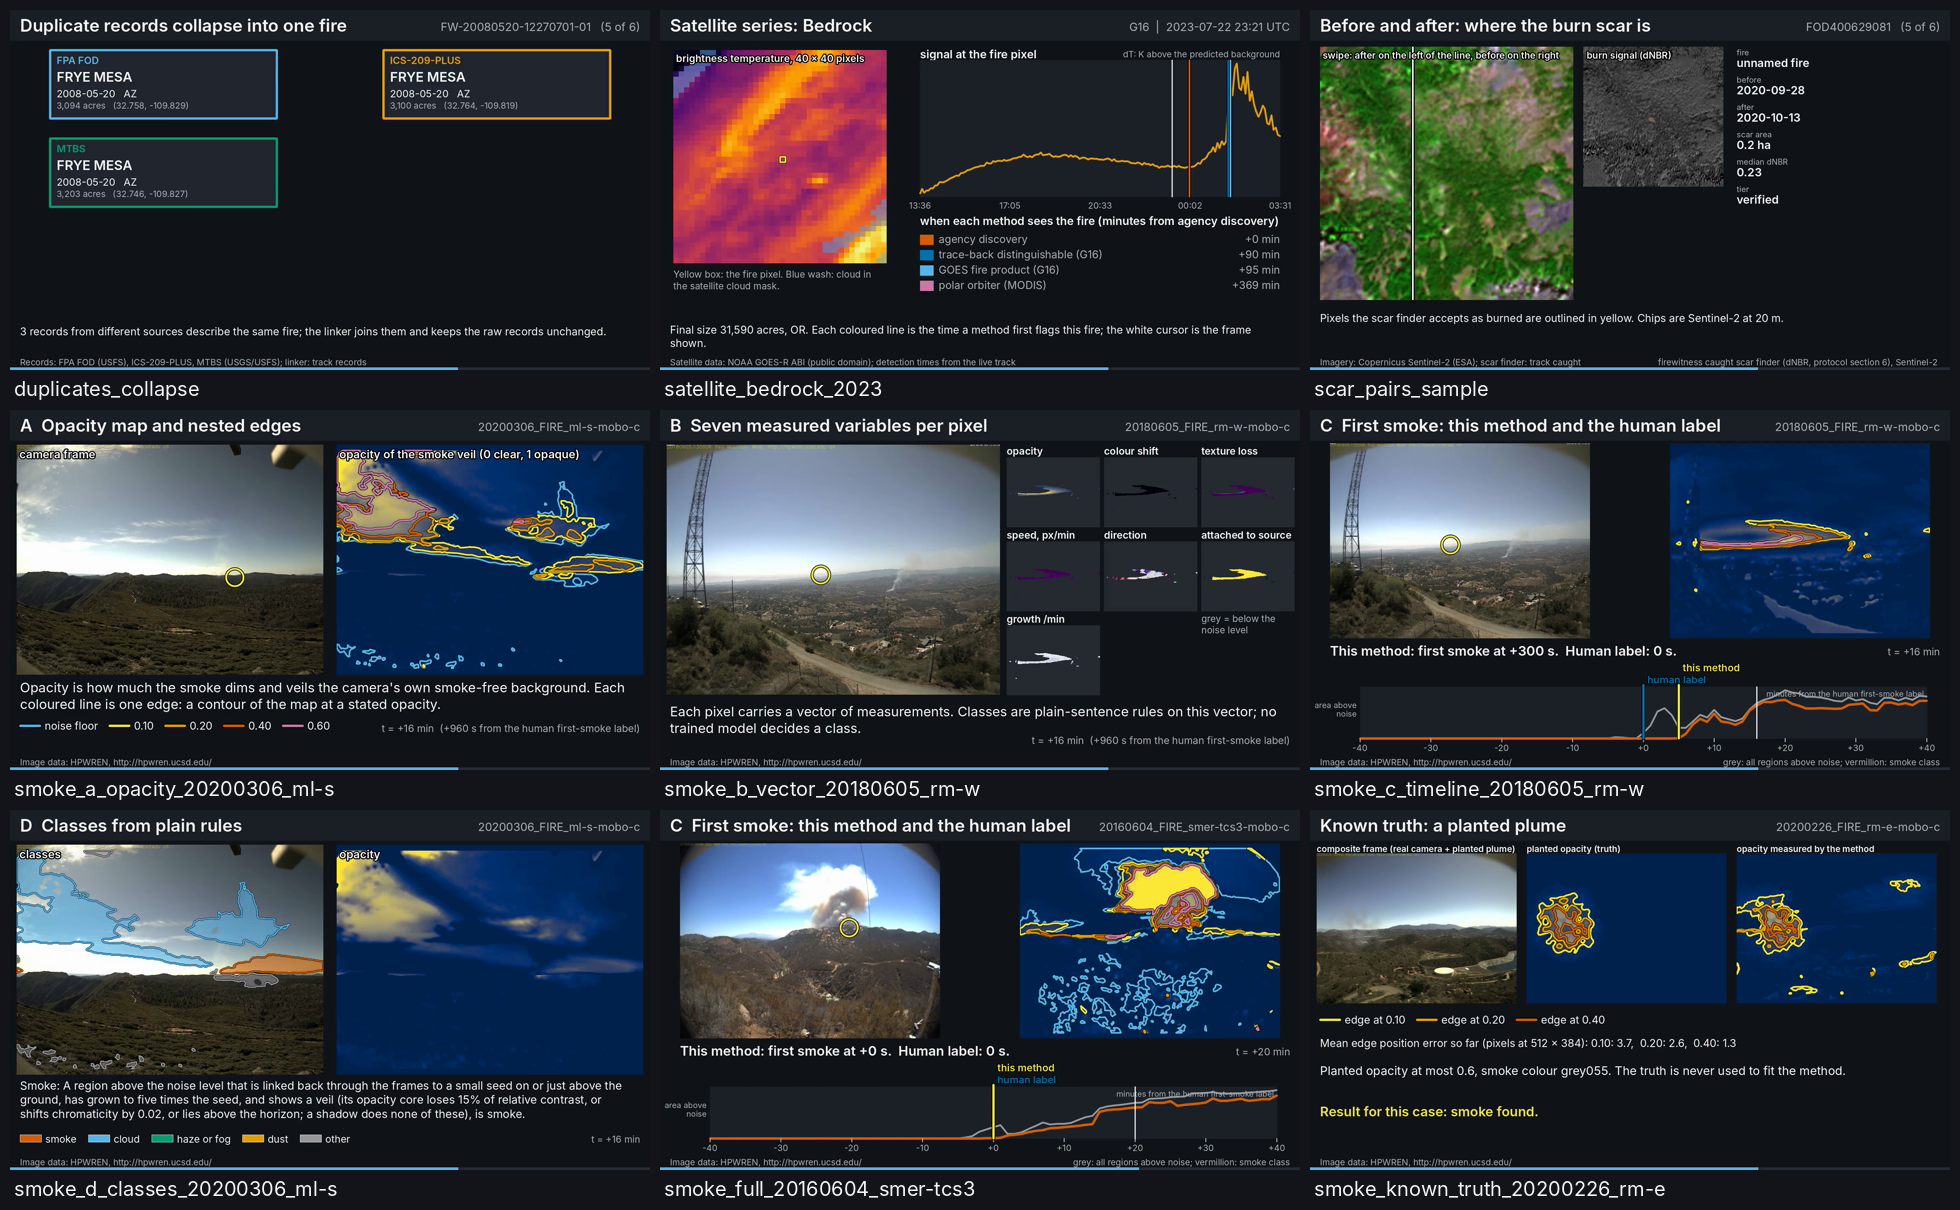 Duplicate records collapse into one fire
FW-20080520-12270701-01 (5 of 6)
FPA FOD
FRYE MESA
2008-05-20 AZ
3,094 acres (32.758, -109.829)
ICS-209-PLUS
FRYE MESA
2008-05-20 AZ
3,100 acres (32.764, -109.819)
MTBS
FRYE MESA
2008-05-20 AZ
3,203 acres (32.746, -109.827)
3 records from different sources describe the same fire; the linker joins them and keeps the raw records unchanged.
Records: FPA FOD (USFS), ICS-209-PLUS, MTBS (USGS/USFS); linker: track records
duplicates_collapse
Satellite series: Bedrock
G16 | 2023-07-22 23:21 UTC
brightness temperature, 40 × 40 pixels
Yellow box: the fire pixel. Blue wash: cloud in
the satellite cloud mask.
signal at the fire pixel
dT: K above the predicted background
13:36 17:05 20:33 00:02 03:31
when each method sees the fire (minutes from agency discovery)
agency discovery +0 min
trace-back distinguishable (G16) +90 min
GOES fire product (G16) +95 min
polar orbiter (MODIS) +369 min
Final size 31,590 acres, OR. Each coloured line is the time a method first flags this fire; the white cursor is the frame
shown.
Satellite data: NOAA GOES-R ABI (public domain); detection times from the live track
satellite_bedrock_2023
Before and after: where the burn scar is
FOD400629081 (5 of 6)
swipe: after on the left of the line, before on the right
burn signal (dNBR)
fire
unnamed fire
before
2020-09-28
after
2020-10-13
scar area
0.2 ha
median dNBR
0.23
tier
verified
Pixels the scar finder accepts as burned are outlined in yellow. Chips are Sentinel-2 at 20 m.
Imagery: Copernicus Sentinel-2 (ESA); scar finder: track caught
firewitness caught scar finder (dNBR, protocol section 6), Sentinel-2
scar_pairs_sample
A Opacity map and nested edges
20200306_FIRE_ml-s-mobo-c
camera frame
opacity of the smoke veil (0 clear, 1 opaque)
Opacity is how much the smoke dims and veils the camera's own smoke-free background. Each
coloured line is one edge: a contour of the map at a stated opacity.
noise floor 0.10 0.20 0.40 0.60
t = +16 min (+960 s from the human first-smoke label)
Image data: HPWREN, http://hpwren.ucsd.edu/
smoke_a_opacity_20200306_ml-s
B Seven measured variables per pixel
20180605_FIRE_rm-w-mobo-c
opacity colour shift texture loss
speed, px/min direction attached to source
growth /min
grey = below the
noise level
Each pixel carries a vector of measurements. Classes are plain-sentence rules on this vector; no
trained model decides a class.
t = +16 min (+960 s from the human first-smoke label)
Image data: HPWREN, http://hpwren.ucsd.edu/
smoke_b_vector_20180605_rm-w
C First smoke: this method and the human label
20180605_FIRE_rm-w-mobo-c
This method: first smoke at +300 s. Human label: 0 s.
t = +16 min
this method
human label
minutes from the human first-smoke label
area above
noise
-40 -30 -20 -10 +0 +10 +20 +30 +40
Image data: HPWREN, http://hpwren.ucsd.edu/
grey: all regions above noise; vermillion: smoke class
smoke_c_timeline_20180605_rm-w
D Classes from plain rules
20200306_FIRE_ml-s-mobo-c
classes
opacity
Smoke: A region above the noise level that is linked back through the frames to a small seed on or just above the
ground, has grown to five times the seed, and shows a veil (its opacity core loses 15% of relative contrast, or
shifts chromaticity by 0.02, or lies above the horizon; a shadow does none of these), is smoke.
smoke cloud haze or fog dust other
t = +16 min
Image data: HPWREN, http://hpwren.ucsd.edu/
smoke_d_classes_20200306_ml-s
C First smoke: this method and the human label
20160604_FIRE_smer-tcs3-mobo-c
This method: first smoke at +0 s. Human label: 0 s.
t = +20 min
this method
human label
minutes from the human first-smoke label
area above
noise
-40 -30 -20 -10 +0 +10 +20 +30 +40
Image data: HPWREN, http://hpwren.ucsd.edu/
grey: all regions above noise; vermillion: smoke class
smoke_full_20160604_smer-tcs3
Known truth: a planted plume
20200226_FIRE_rm-e-mobo-c
composite frame (real camera + planted plume)
planted opacity (truth)
opacity measured by the method
edge at 0.10 edge at 0.20 edge at 0.40
Mean edge position error so far (pixels at 512 × 384): 0.10: 3.7, 0.20: 2.6, 0.40: 1.3
Planted opacity at most 0.6, smoke colour grey055. The truth is never used to fit the method.
Result for this case: smoke found.
Image data: HPWREN, http://hpwren.ucsd.edu/
smoke_known_truth_20200226_rm-e